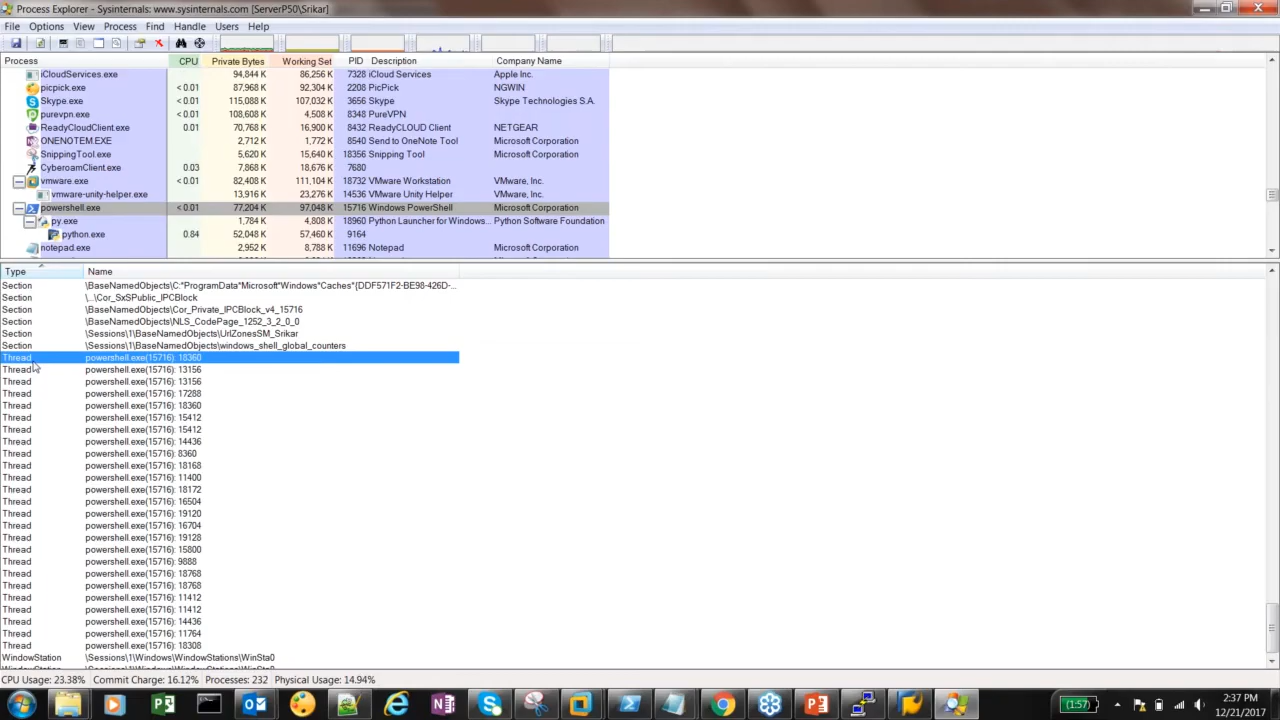 Process Explorer - Sysinternals: www.sysinternals.com [ServerP50\Srikar]
File Options View Process Find Handle Users Help
Process CPU Private Bytes Working Set PID Description Company Name
iCloudServices.exe 94,844 K 86,256 K 7328 iCloud Services Apple Inc.
picpick.exe < 0.01 87,968 K 92,304 K 2208 PicPick NGWIN
Skype.exe < 0.01 115,088 K 107,032 K 3656 Skype Skype Technologies S.A.
purevpn.exe < 0.01 108,608 K 4,508 K 8348 PureVPN
ReadyCloudClient.exe 0.01 70,768 K 16,900 K 8432 ReadyCLOUD Client NETGEAR
ONENOTEM.EXE 2,712 K 1,772 K 8540 Send to OneNote Tool Microsoft Corporation
SnippingTool.exe 5,620 K 15,640 K 18356 Snipping Tool Microsoft Corporation
CyberoamClient.exe 0.03 7,868 K 18,676 K 7680
vmware.exe < 0.01 82,408 K 111,104 K 18732 VMware Workstation VMware, Inc.
vmware-unity-helper.exe 13,916 K 23,276 K 14536 VMware Unity Helper VMware, Inc.
powershell.exe < 0.01 77,204 K 97,048 K 15716 Windows PowerShell Microsoft Corporation
py.exe 1,784 K 4,808 K 18960 Python Launcher for Windows... Python Software Foundation
python.exe 0.84 52,048 K 57,460 K 9164
notepad.exe 2,952 K 8,788 K 11696 Notepad Microsoft Corporation
Type Name
Section \BaseNamedObjects\C:*ProgramData*Microsoft*Windows*Caches*{DDF571F2-BE98-426D-...
Section \...\Cor_SxSPublic_IPCBlock
Section \BaseNamedObjects\Cor_Private_IPCBlock_v4_15716
Section \BaseNamedObjects\NLS_CodePage_1252_3_2_0_0
Section \Sessions\1\BaseNamedObjects\UrlZonesSM_Srikar
Section \Sessions\1\BaseNamedObjects\windows_shell_global_counters
Thread powershell.exe(15716): 18360
Thread powershell.exe(15716): 13156
Thread powershell.exe(15716): 13156
Thread powershell.exe(15716): 17288
Thread powershell.exe(15716): 18360
Thread powershell.exe(15716): 15412
Thread powershell.exe(15716): 15412
Thread powershell.exe(15716): 14436
Thread powershell.exe(15716): 8360
Thread powershell.exe(15716): 18168
Thread powershell.exe(15716): 11400
Thread powershell.exe(15716): 18172
Thread powershell.exe(15716): 16504
Thread powershell.exe(15716): 19120
Thread powershell.exe(15716): 16704
Thread powershell.exe(15716): 19128
Thread powershell.exe(15716): 15800
Thread powershell.exe(15716): 9888
Thread powershell.exe(15716): 18768
Thread powershell.exe(15716): 18768
Thread powershell.exe(15716): 11412
Thread powershell.exe(15716): 11412
Thread powershell.exe(15716): 14436
Thread powershell.exe(15716): 11764
Thread powershell.exe(15716): 18308
WindowStation \Sessions\1\Windows\WindowStations\WinSta0
CPU Usage: 23.38% Commit Charge: 16.12% Processes: 232 Physical Usage: 14.94%
(1:57) 2:37 PM
12/21/2017